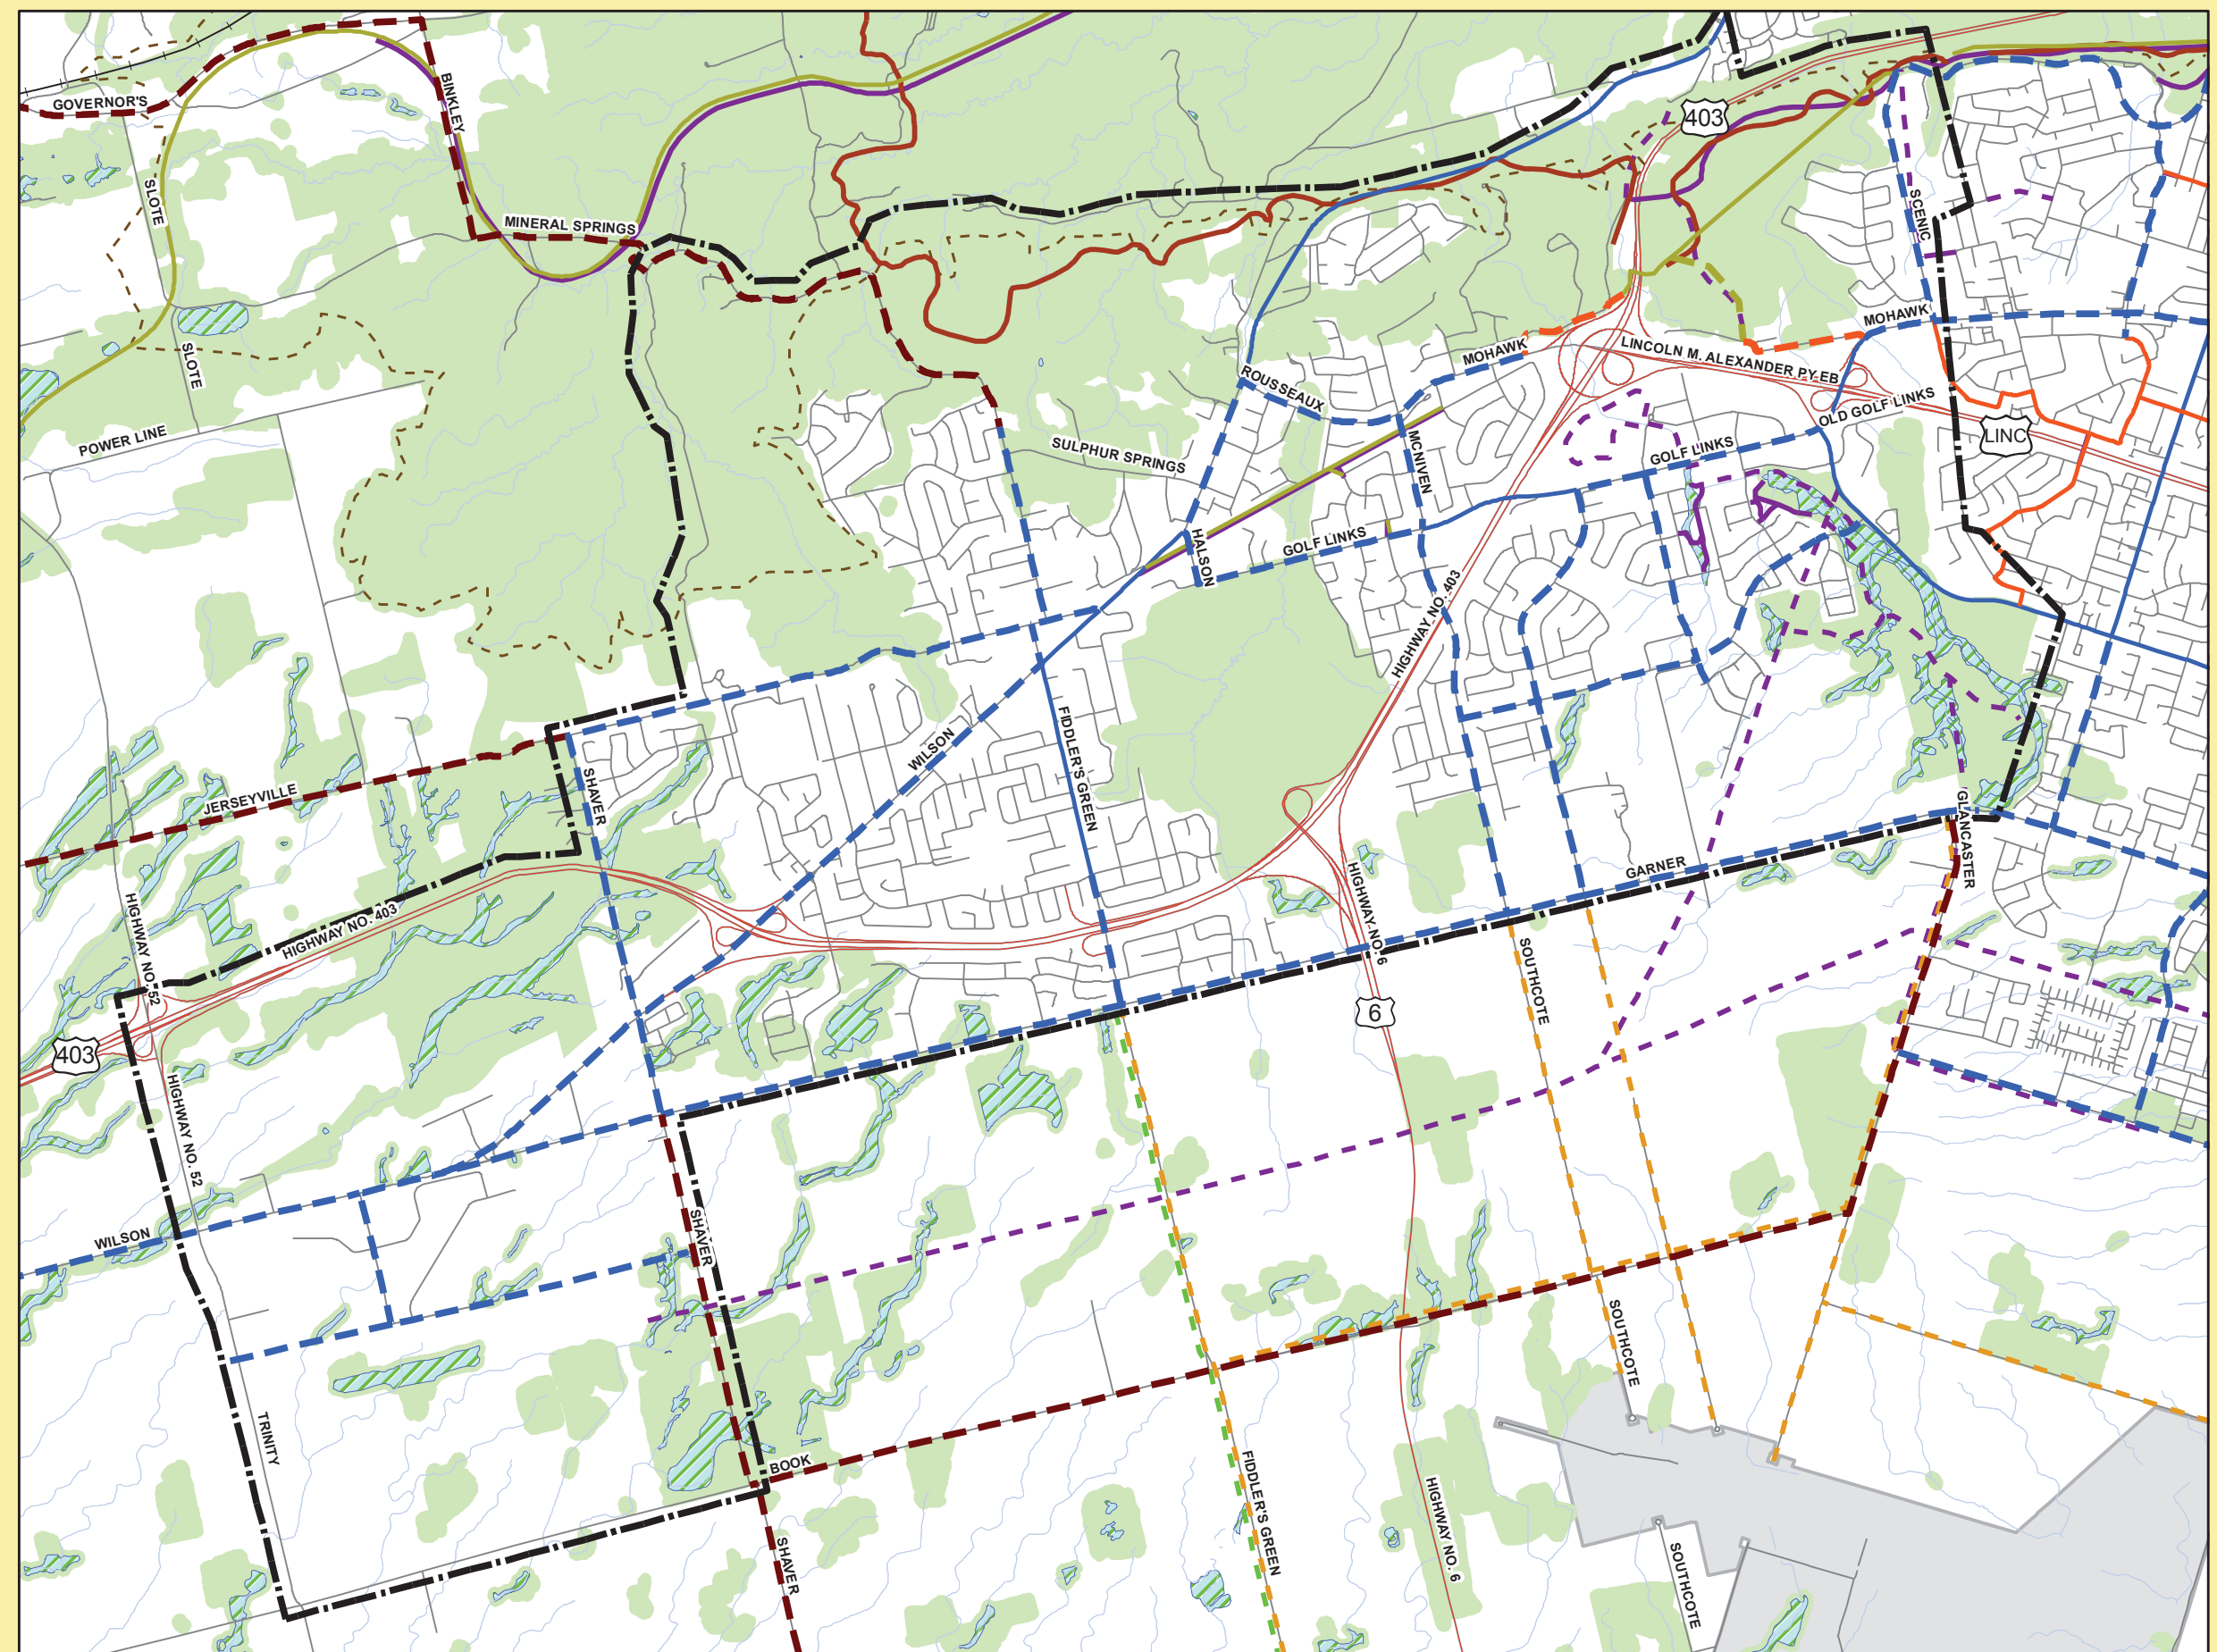 GOVERNOR'S
BINKLEY
403
SLOTE
MINERAL SPRINGS
SCENIC
MOHAWK
SLOTE
MOHAWK
LINCOLN M. ALEXANDER PY EB
ROUSSEAUX
OLD GOLF LINKS
POWER LINE
SULPHUR SPRINGS
MCNIVEN
GOLF LINKS
LINC
HALSON
GOLF LINKS
HIGHWAY NO. 403
WILSON
FIDDLER'S GREEN
SHAVER
JERSEYVILLE
GLANCASTER
GARNER
HIGHWAY NO. 403
HIGHWAY NO. 52
HIGHWAY NO. 6
SOUTHCOTE
6
403
HIGHWAY NO. 52
WILSON
SHAVER
SOUTHCOTE
TRINITY
BOOK
FIDDLER'S GREEN
HIGHWAY NO. 6
SHAVER
SOUTHCOTE